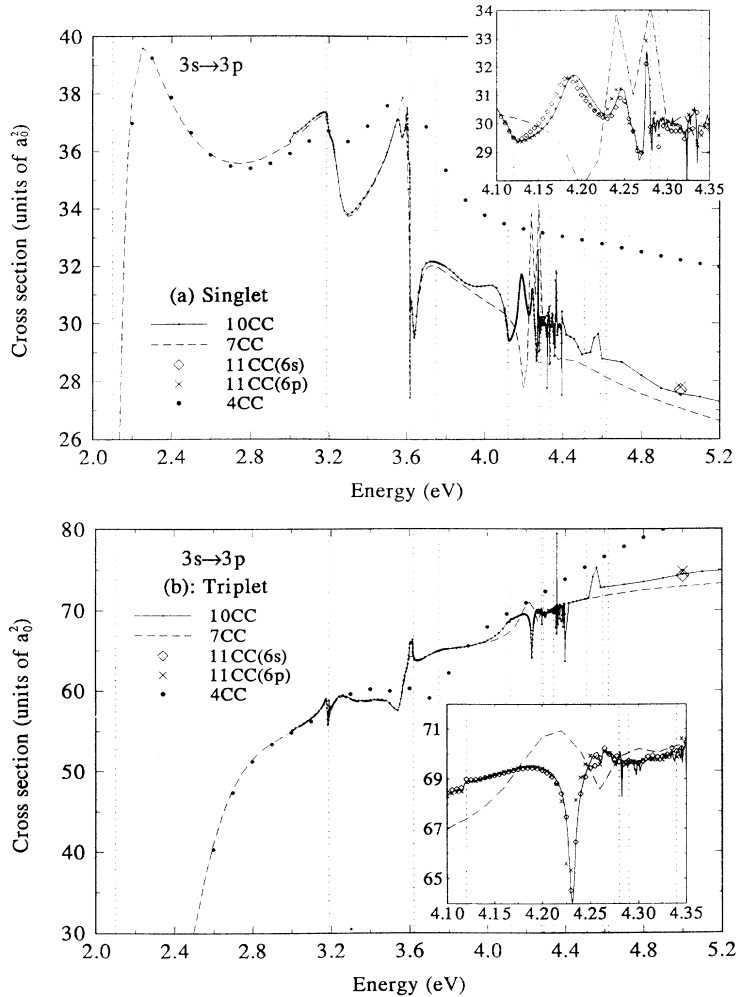 34
33
32
31
30
29
28
4.10 4.15 4.20 4.25 4.30 4.35
40
38
36
34
32
30
28
26
Cross section (units of a₀²)
3s→3p
(a) Singlet
10CC
7CC
11CC(6s)
11CC(6p)
4CC
2.0 2.4 2.8 3.2 3.6 4.0 4.4 4.8 5.2
Energy (eV)
80
70
60
50
40
30
Cross section (units of a₀²)
3s→3p
(b): Triplet
10CC
7CC
11CC(6s)
11CC(6p)
4CC
71
69
67
65
4.10 4.15 4.20 4.25 4.30 4.35
2.0 2.4 2.8 3.2 3.6 4.0 4.4 4.8 5.2
Energy (eV)